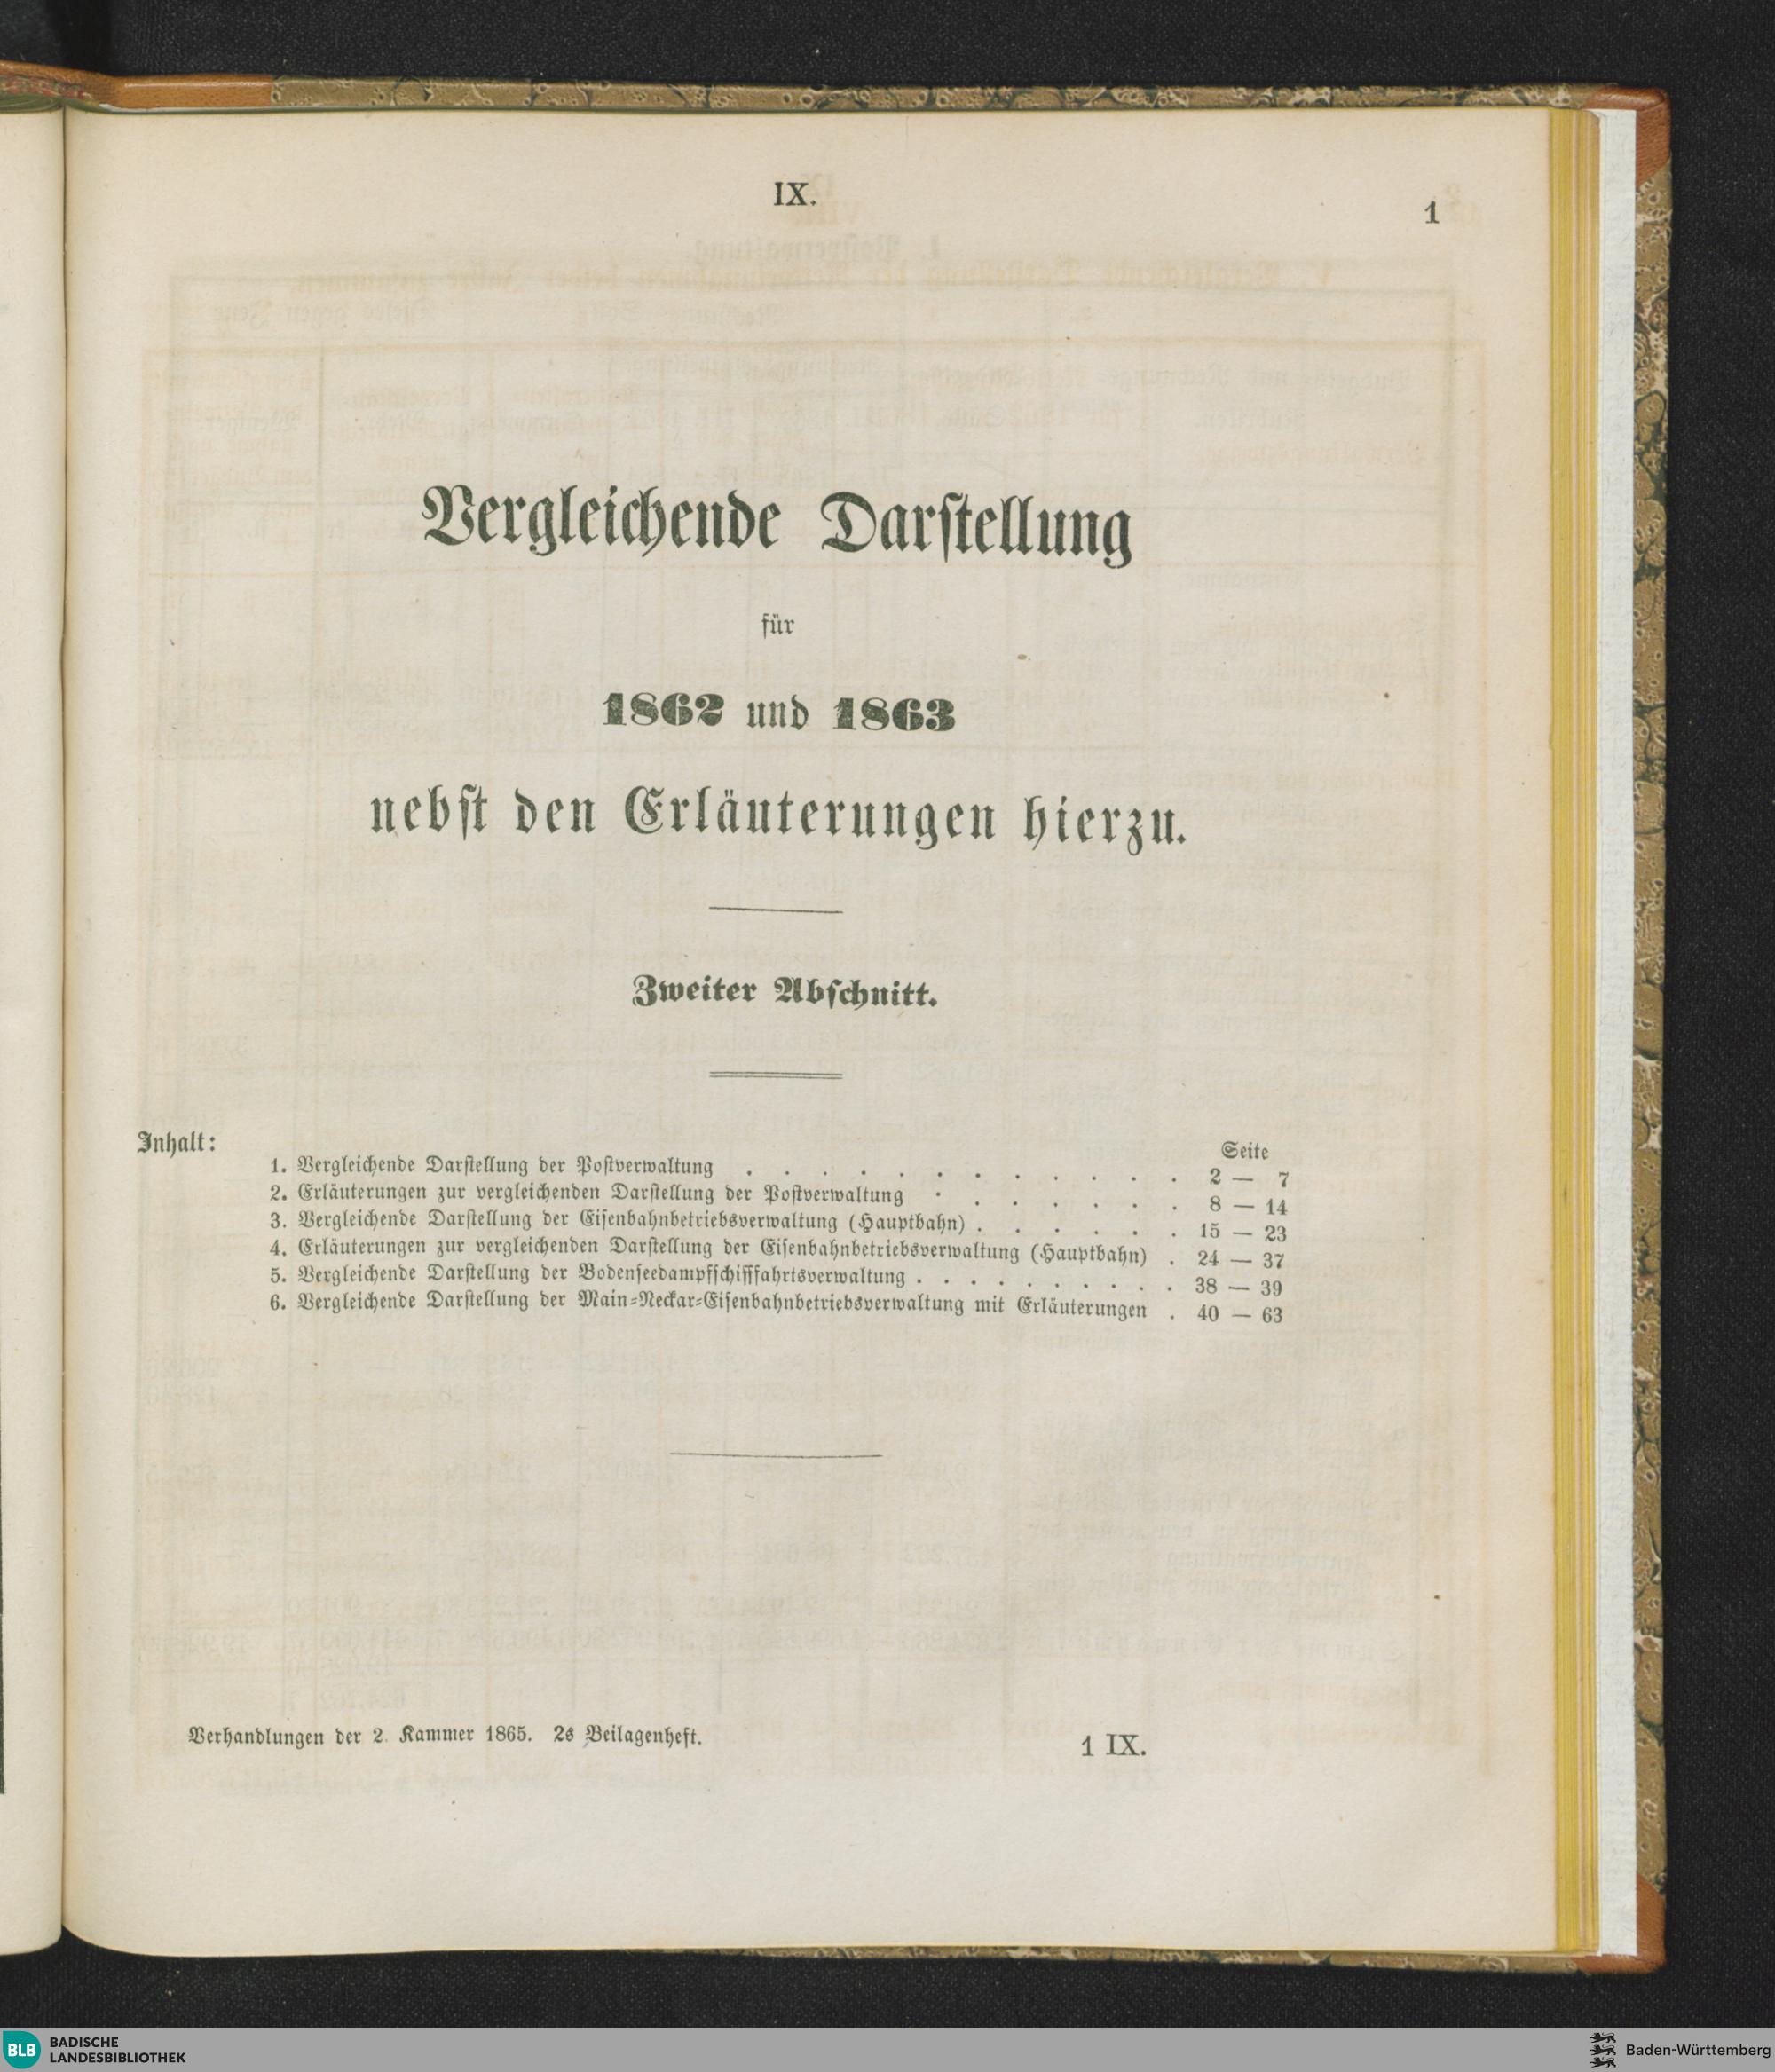 IX.
1
Vergleichende Darſtellung
für
1862 und 1863
nebſt den Erläuterungen hierzu.
Zweiter Abſchnitt.
Inhalt:
Seite
1. Vergleichende Darſtellung der Poſtverwaltung . . . . . . . . . . . . 2 — 7
2. Erläuterungen zur vergleichenden Darſtellung der Poſtverwaltung . . . . . . . 8 — 14
3. Vergleichende Darſtellung der Eiſenbahnbetriebsverwaltung (Hauptbahn) . . . . . . 15 — 23
4. Erläuterungen zur vergleichenden Darſtellung der Eiſenbahnbetriebsverwaltung (Hauptbahn) . 24 — 37
5. Vergleichende Darſtellung der Bodenſeedampfſchifffahrtsverwaltung . . . . . . . . . . 38 — 39
6. Vergleichende Darſtellung der Main-Neckar-Eiſenbahnbetriebsverwaltung mit Erläuterungen . 40 — 63
Verhandlungen der 2. Kammer 1865. 2s Beilagenheft.
1 IX.
BLB BADISCHE
LANDESBIBLIOTHEK
Baden-Württemberg